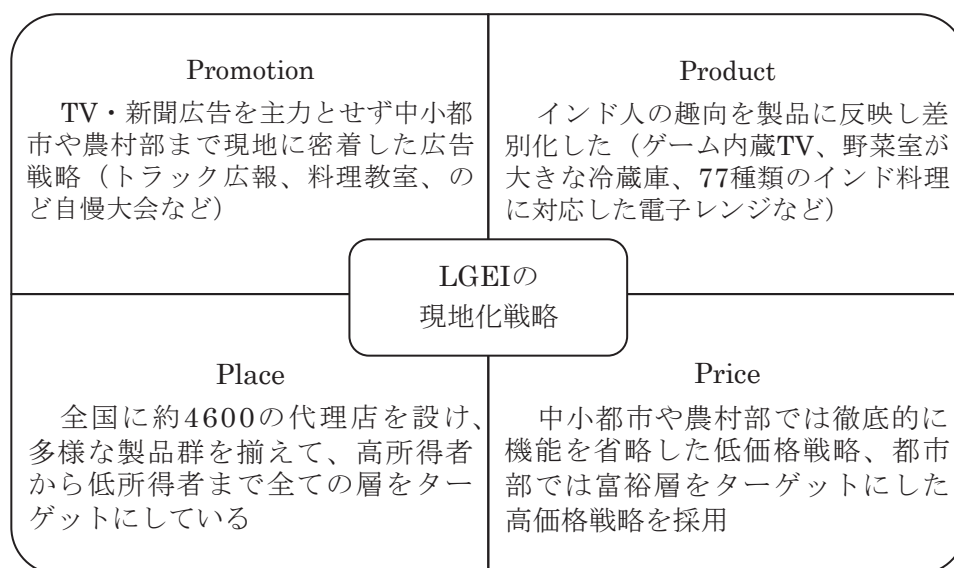 Promotion
TV・新聞広告を主力とせず中小都
市や農村部まで現地に密着した広告
戦略（トラック広報、料理教室、の
ど自慢大会など）
Product
インド人の趣向を製品に反映し差
別化した（ゲーム内蔵TV、野菜室が
大きな冷蔵庫、77種類のインド料理
に対応した電子レンジなど）
LGEIの
現地化戦略
Place
全国に約4600の代理店を設け、
多様な製品群を揃えて、高所得者
から低所得者まで全ての層をター
ゲットにしている
Price
中小都市や農村部では徹底的に
機能を省略した低価格戦略、都市
部では富裕層をターゲットにした
高価格戦略を採用